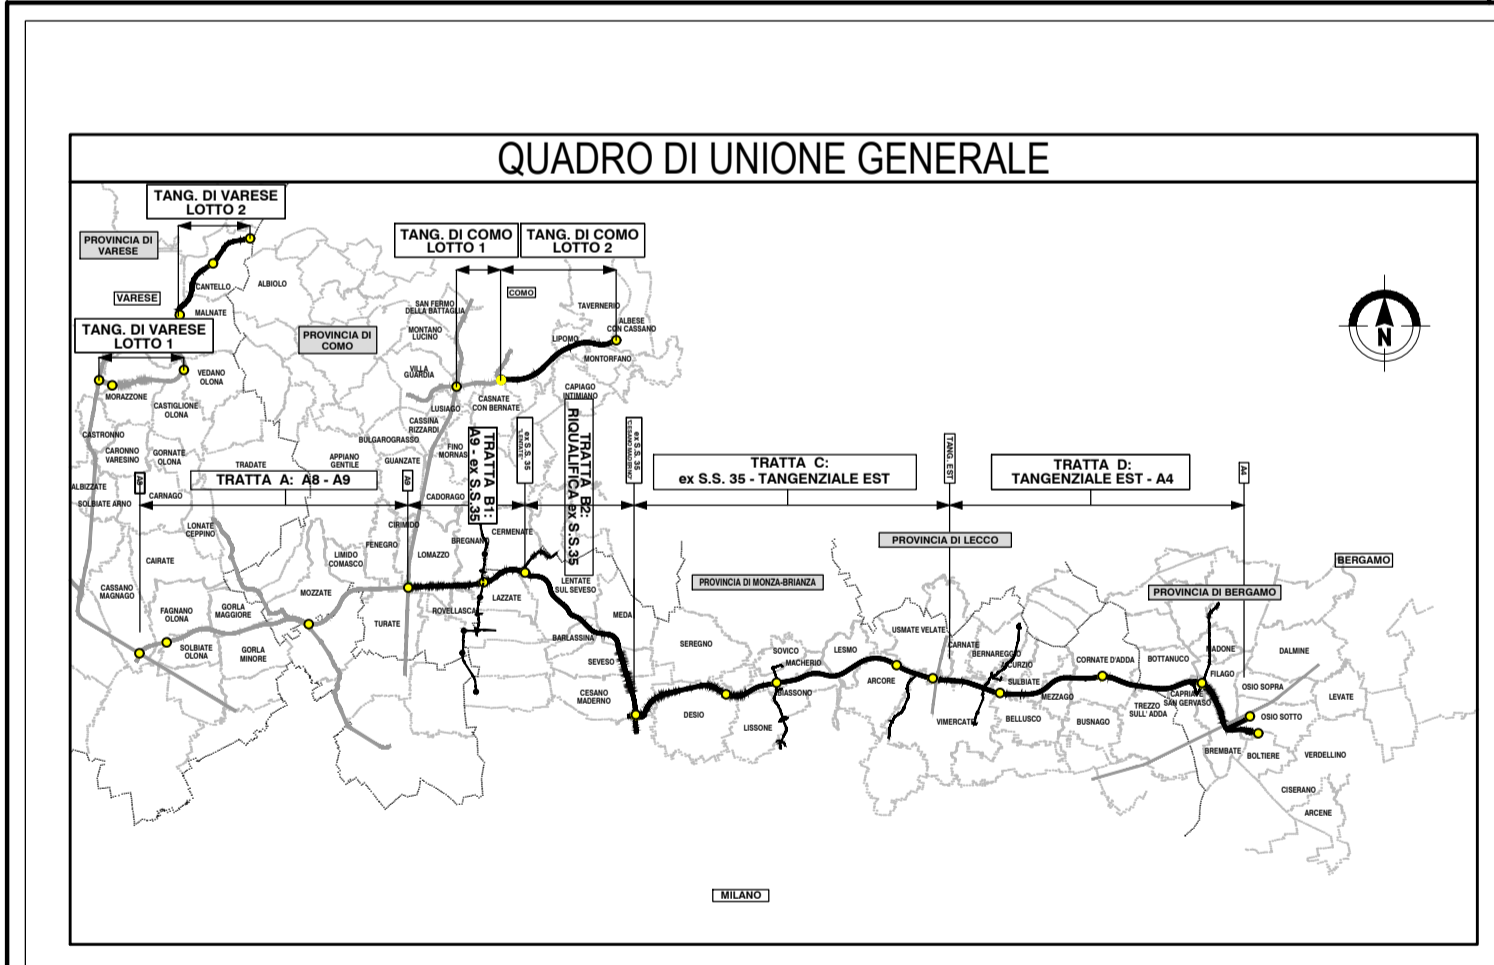 QUADRO DI UNIONE GENERALE
TANG. DI VARESE
LOTTO 2
PROVINCIA DI
VARESE
TANG. DI COMO
LOTTO 1
TANG. DI COMO
LOTTO 2
CANTELLO
ALBIOLO
VARESE
MALNATE
COMO
SAN FERMO
DELLA BATTAGLIA
TAVERNERIO
ALBESE
CON CASSANO
TANG. DI VARESE
LOTTO 1
PROVINCIA DI
COMO
MONTANO
LUCINO
LIPOMO
MONTORFANO
N
VILLA
GUARDIA
VEDANO
OLONA
MORAZZONE
CASTIGLIONE
OLONA
CAPIAGO
INTIMIANO
LUSIAGO
CASNATE
CON BERNATE
CASSINA
RIZZARDI
CASTRONNO
BULGAROGRASSO
FINO
MORNAS
CARONNO
VARESINO
GORNATE
OLONA
TRADATE
APPIANO
GENTILE
GUANZATE
TRATTA B1:
A9 - ex S.S.35
ex S.S. 35
"LENTATE"
TRATTA B2:
RIQUALIFICA ex S.S.35
ex S.S. 35
TANG. EST
A4
TRATTA C:
ex S.S. 35 - TANGENZIALE EST
TRATTA D:
TANGENZIALE EST - A4
TRATTA A: A8 - A9
A8
A9
ALBIZZATE
SOLBIATE ARNO
CARNAGO
CADORAGO
LONATE
CEPPINO
CIRIMIDO
FENEGRO
BREGNANO
CERMENATE
LIMIDO
COMASCO
LOMAZZO
PROVINCIA DI LECCO
CAIRATE
BERGAMO
CASSANO
MAGNAGO
MOZZATE
LAZZATE
LENTATE
SUL SEVESO
PROVINCIA DI MONZA-BRIANZA
PROVINCIA DI BERGAMO
FAGNANO
OLONA
GORLA
MAGGIORE
ROVELLASCA
MEDA
TURATE
SOLBIATE
OLONA
GORLA
MINORE
BARLASSINA
SEREGNO
USMATE VELATE
SOVICO
MACHERIO
LESMO
CARNATE
BERNAREGGIO
CORNATE D'ADDA
BOTTANUCO
MADONE
DALMINE
SEVESO
ARCORE
SULBIATE
FILAGO
CESANO
MADERNO
MEZZAGO
CAPRIATE
SAN GERVASO
OSIO SOPRA
LEVATE
DESIO
LISSONE
VIMERCATE
BELLUSCO
BUSNAGO
TREZZO
SULL' ADDA
OSIO SOTTO
BREMBATE
BOLTIERE
VERDELLINO
CISERANO
ARCENE
MILANO